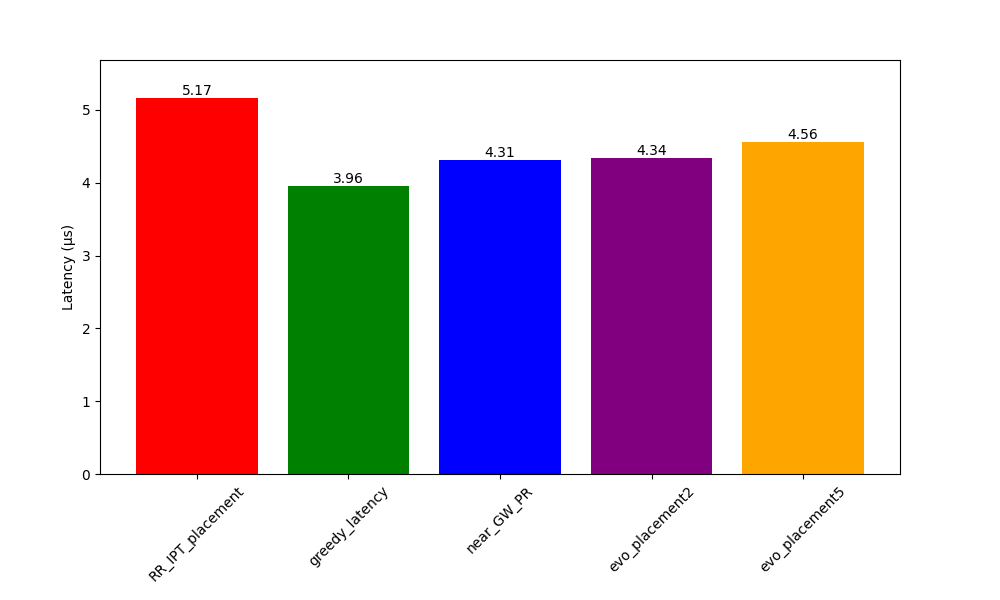 5.17
3.96
4.31
4.34
4.56
5
4
3
2
1
0
Latency (µs)
RR_IPT_placement
greedy_latency
near_GW_PR
evo_placement2
evo_placement5